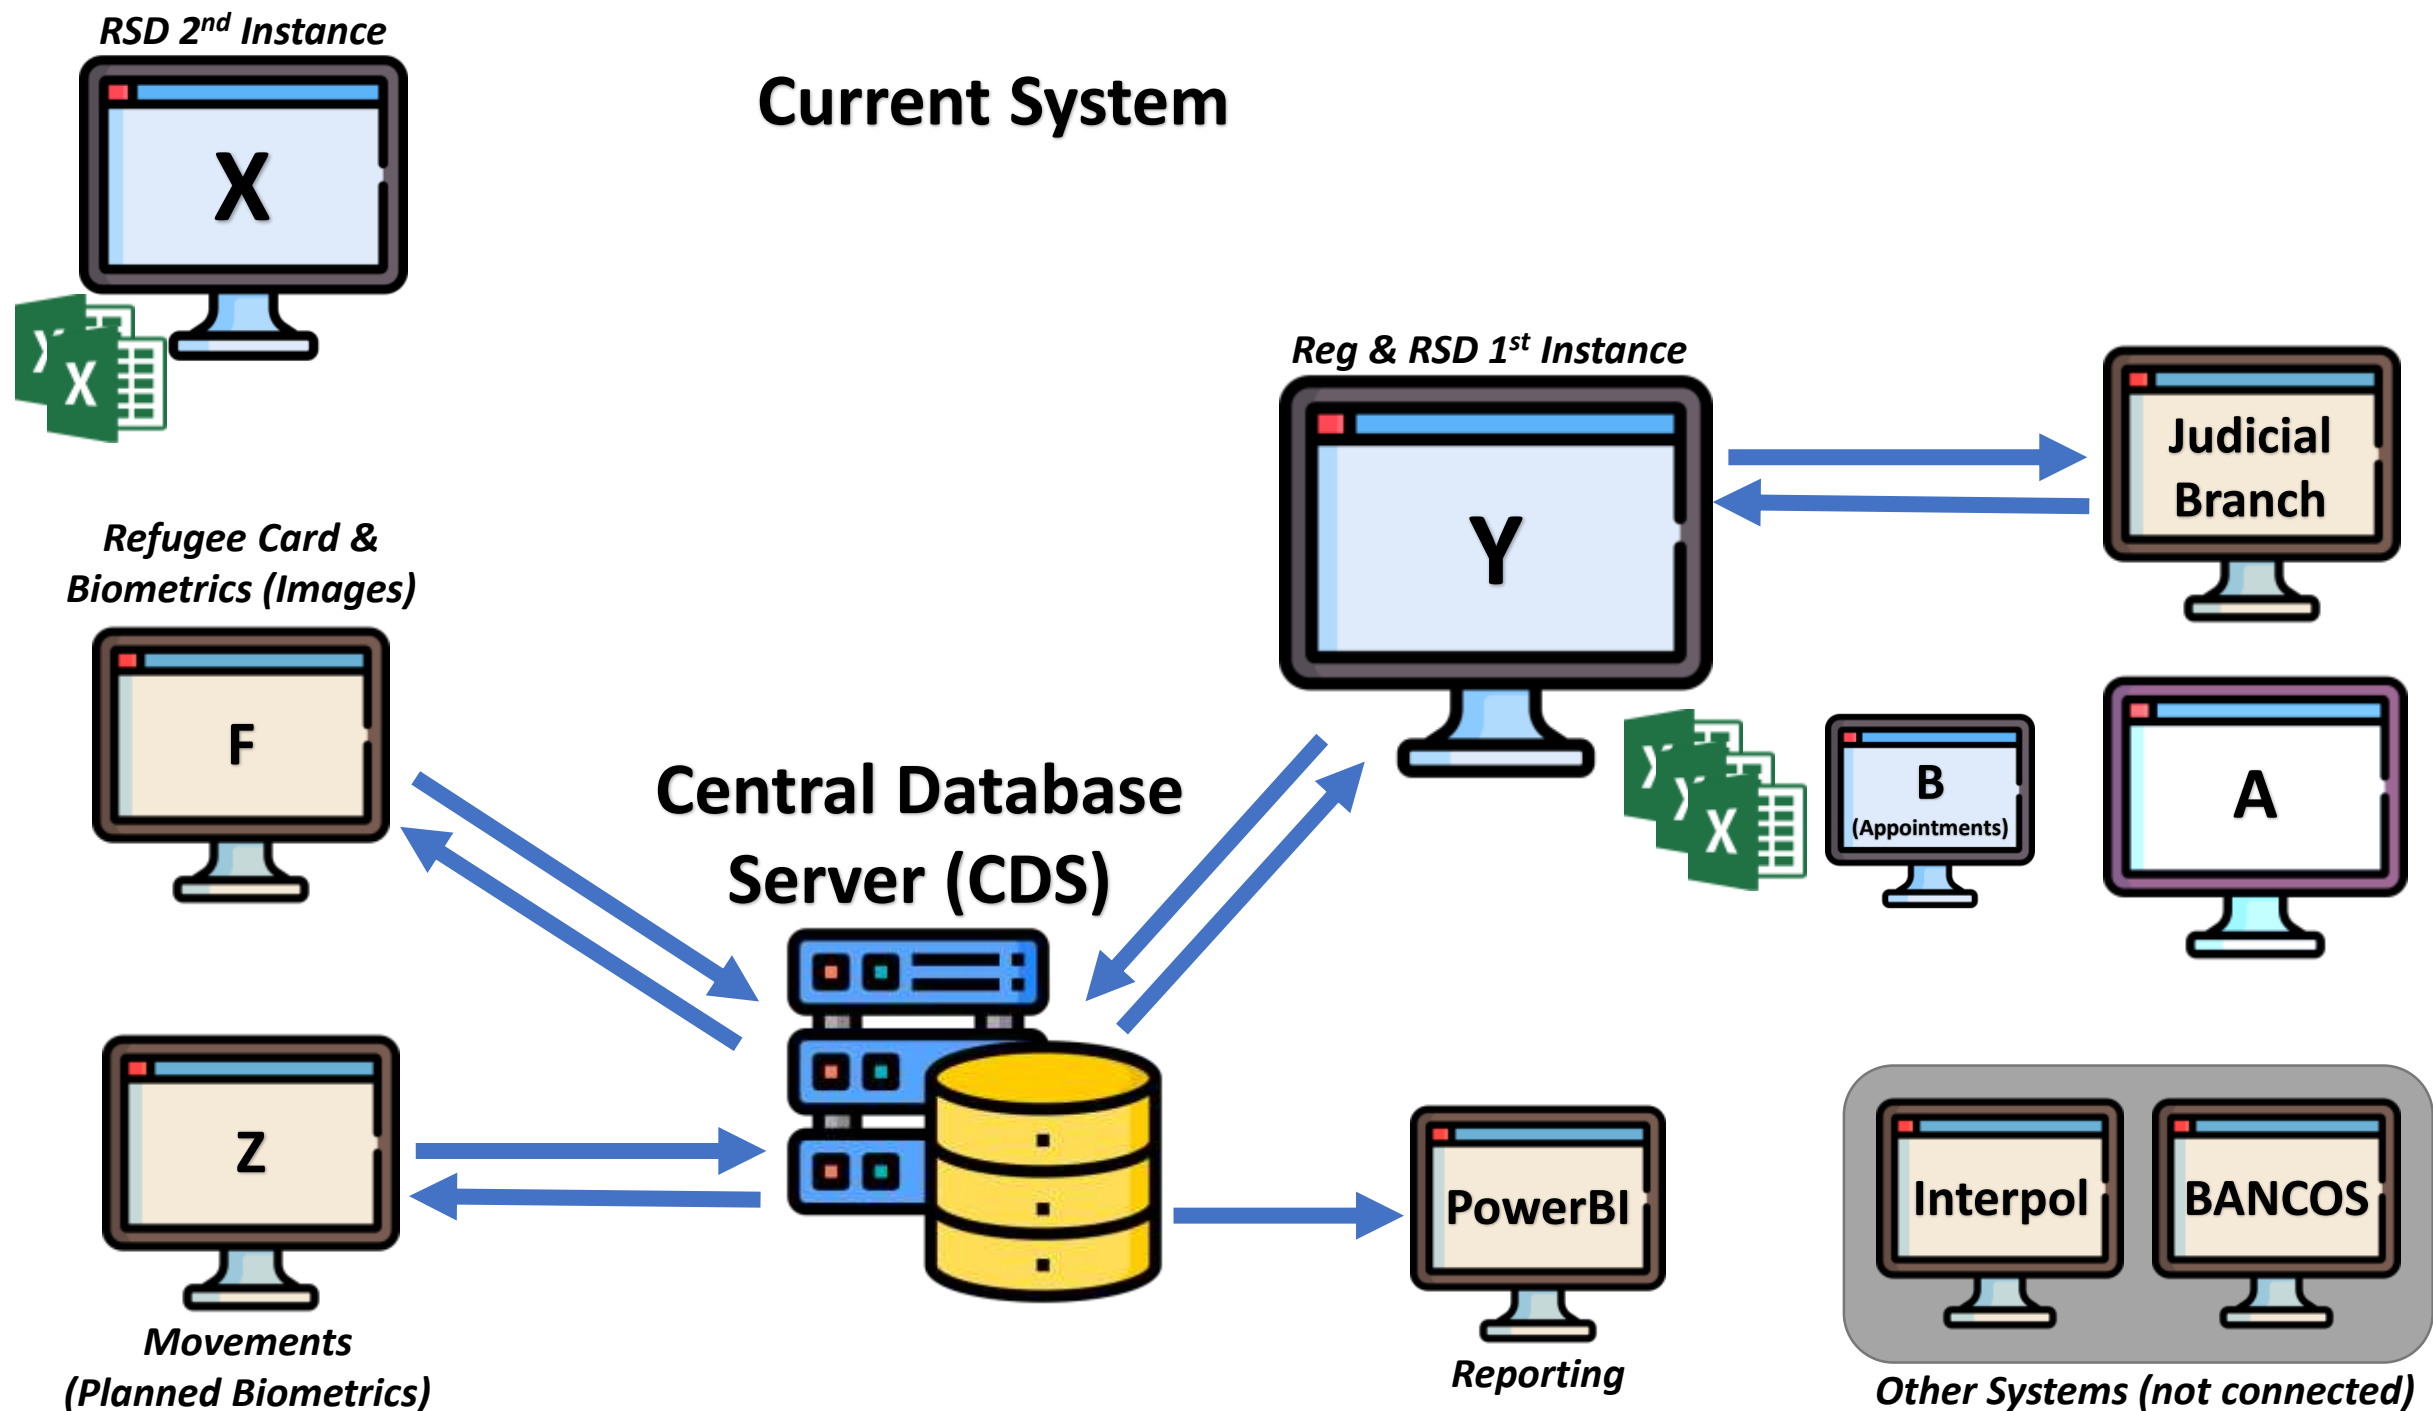 RSD 2nd Instance
Current System
X
X
X
Reg & RSD 1st Instance
Y
Judicial
Branch
Refugee Card &
Biometrics (Images)
F
Central Database
Server (CDS)
X
X
X
B
(Appointments)
A
Z
Movements
(Planned Biometrics)
PowerBI
Reporting
Interpol
BANCOS
Other Systems (not connected)